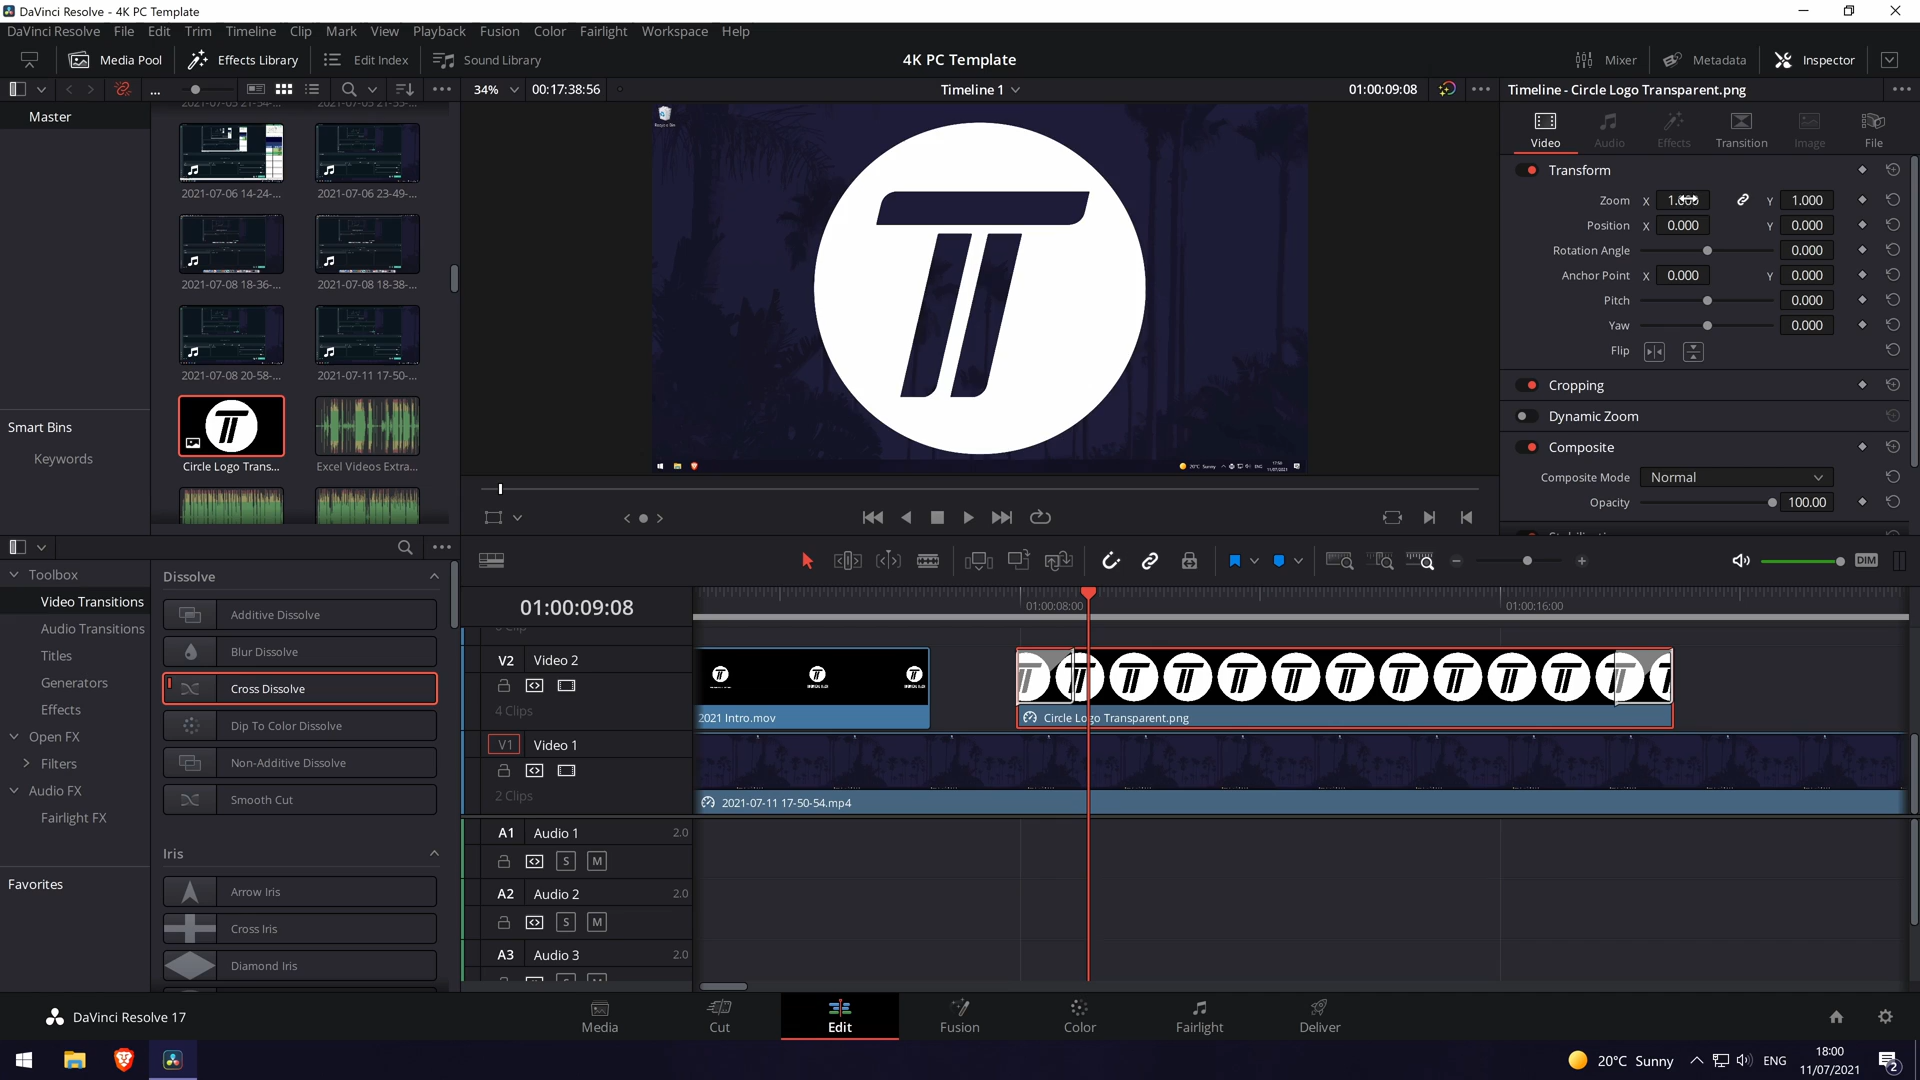 DaVinci Resolve - 4K PC Template
DaVinci Resolve File Edit Trim Timeline Clip Mark View Playback Fusion Color Fairlight Workspace Help
Media Pool Effects Library Edit Index Sound Library 4K PC Template Mixer Metadata Inspector
34% 00:17:38:56 Timeline 1 01:00:09:08 Timeline - Circle Logo Transparent.png
Master
2021-07-06 14-24-... 2021-07-06 23-49-...
2021-07-08 18-36-... 2021-07-08 18-38-...
2021-07-08 20-58-... 2021-07-11 17-50-...
Circle Logo Trans... Excel Videos Extra...
Smart Bins
Keywords
Recycle Bin
20°C Sunny ENG 17:50
11/07/2021
Video Audio Effects Transition Image File
Transform
Zoom X 1.000 Y 1.000
Position X 0.000 Y 0.000
Rotation Angle 0.000
Anchor Point X 0.000 Y 0.000
Pitch 0.000
Yaw 0.000
Flip
Cropping
Dynamic Zoom
Composite
Composite Mode Normal
Opacity 100.00
Toolbox
Video Transitions
Audio Transitions
Titles
Generators
Effects
Open FX
Filters
Audio FX
Fairlight FX
Favorites
Dissolve
Additive Dissolve
Blur Dissolve
Cross Dissolve
Dip To Color Dissolve
Non-Additive Dissolve
Smooth Cut
Iris
Arrow Iris
Cross Iris
Diamond Iris
DIM
01:00:09:08 01:00:08:00 01:00:16:00
V2 Video 2
4 Clips
2021 Intro.mov Circle Logo Transparent.png
V1 Video 1
2 Clips
2021-07-11 17-50-54.mp4
A1 Audio 1 2.0
S M
A2 Audio 2 2.0
S M
A3 Audio 3 2.0
DaVinci Resolve 17 Media Cut Edit Fusion Color Fairlight Deliver
20°C Sunny ENG 18:00
11/07/2021 2